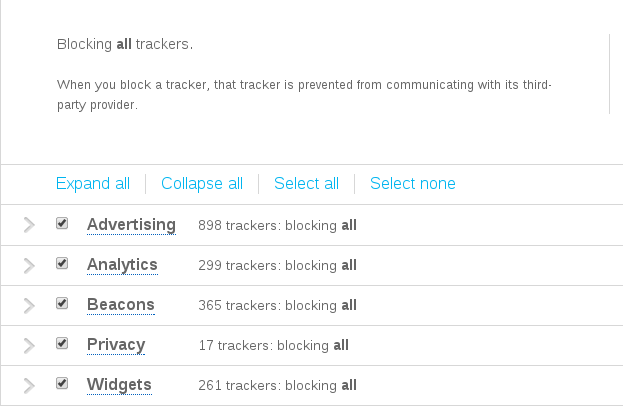 Blocking all trackers.
When you block a tracker, that tracker is prevented from communicating with its third-
party provider.
Expand all Collapse all Select all Select none
Advertising 898 trackers: blocking all
Analytics 299 trackers: blocking all
Beacons 365 trackers: blocking all
Privacy 17 trackers: blocking all
Widgets 261 trackers: blocking all